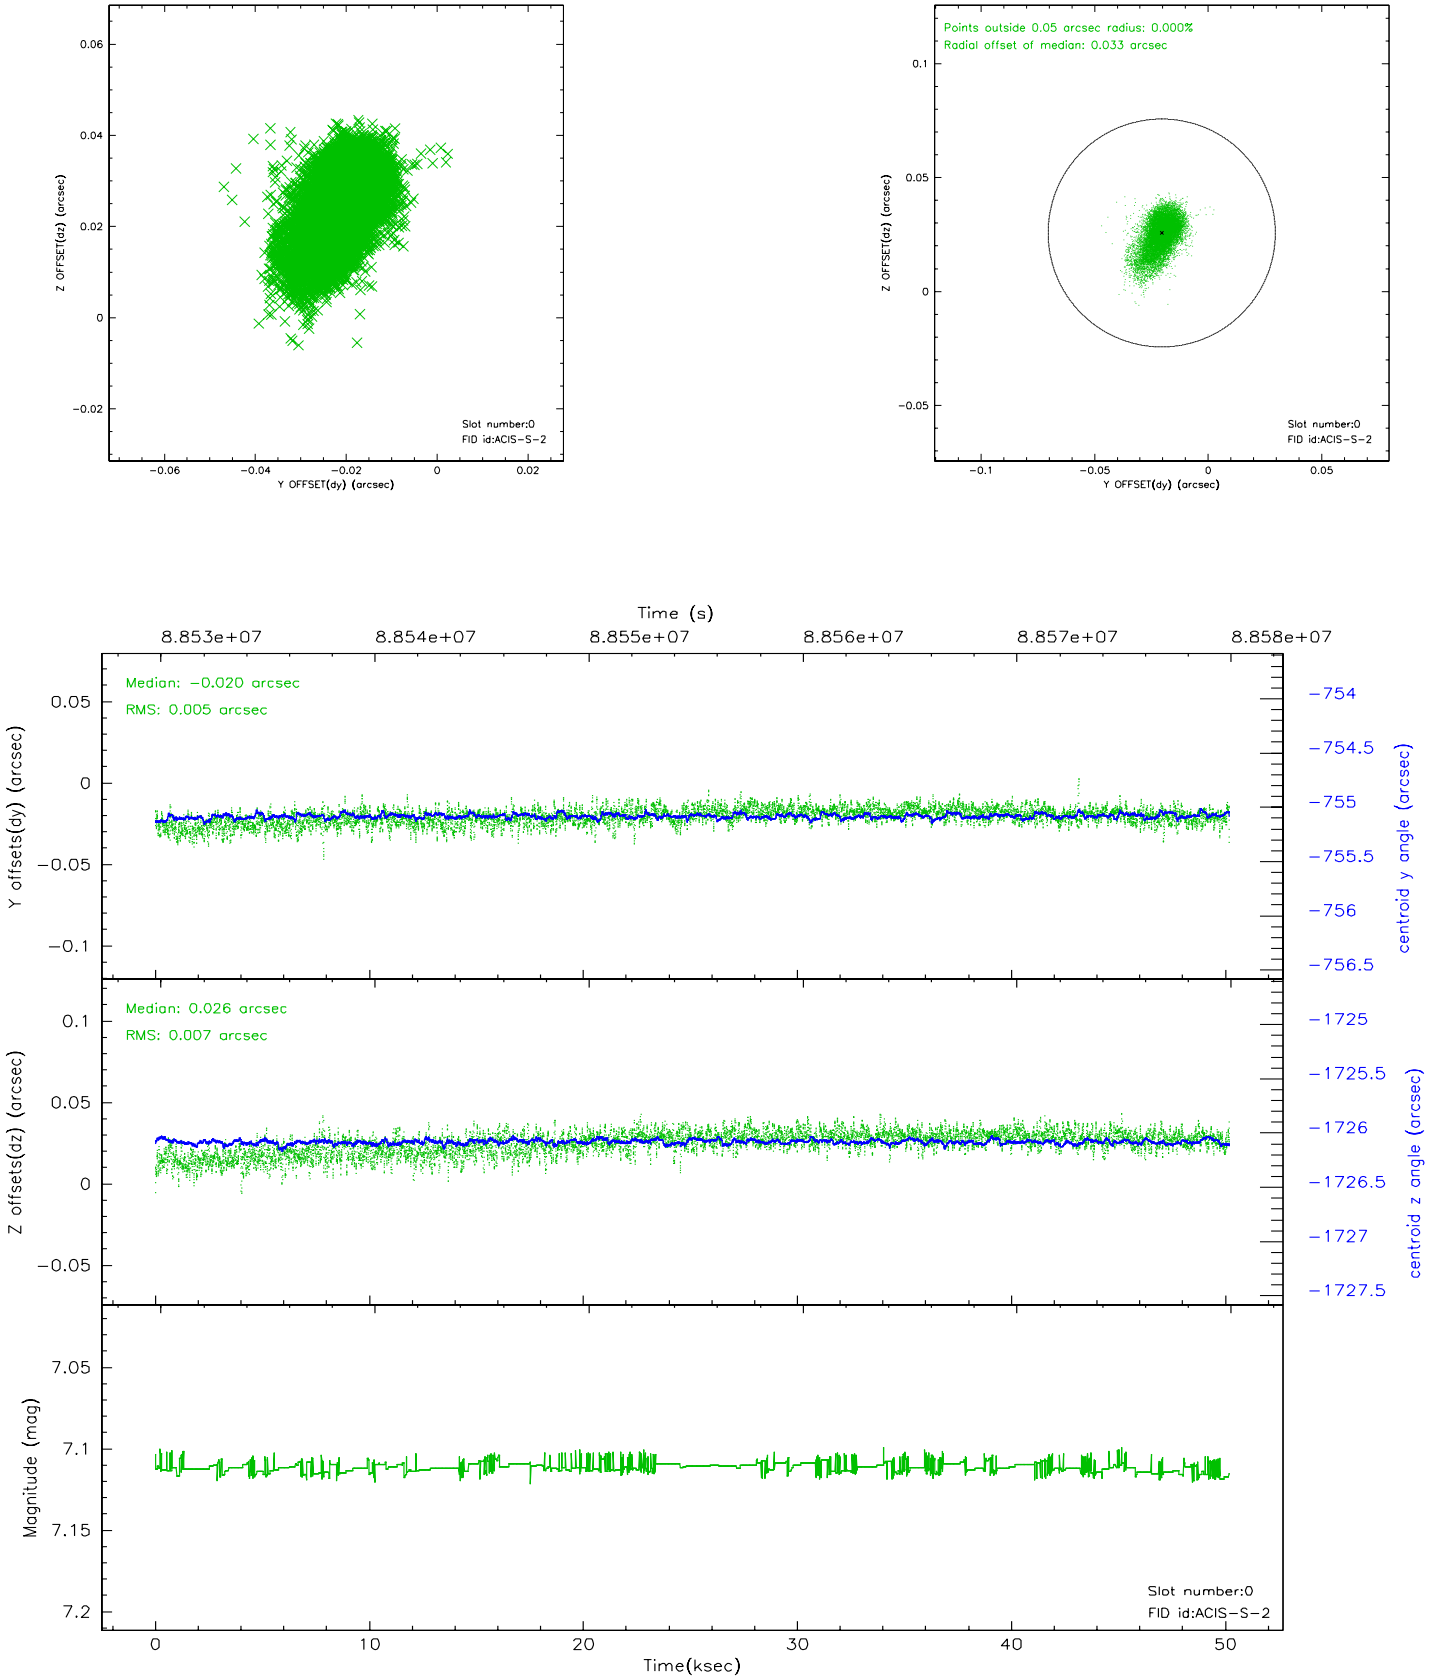 0.06
0.04
0.02
0
−0.02
Z OFFSET(dz) (arcsec)
Slot number:0
FID id:ACIS−S−2
−0.06 −0.04 −0.02 0 0.02
Y OFFSET(dy) (arcsec)
Points outside 0.05 arcsec radius: 0.000%
Radial offset of median: 0.033 arcsec
0.1
0.05
0
−0.05
Z OFFSET(dz) (arcsec)
Slot number:0
FID id:ACIS−S−2
−0.1 −0.05 0 0.05
Y OFFSET(dy) (arcsec)
Time (s)
8.853e+07 8.854e+07 8.855e+07 8.856e+07 8.857e+07 8.858e+07
Median: −0.020 arcsec
RMS: 0.005 arcsec
0.05
0
−0.05
−0.1
Y offsets(dy) (arcsec)
−754
−754.5
−755
−755.5
−756
−756.5
centroid y angle (arcsec)
Median: 0.026 arcsec
RMS: 0.007 arcsec
0.1
0.05
0
−0.05
Z offsets(dz) (arcsec)
−1725
−1725.5
−1726
−1726.5
−1727
−1727.5
centroid z angle (arcsec)
7.05
7.1
7.15
7.2
Magnitude (mag)
Slot number:0
FID id:ACIS−S−2
0 10 20 30 40 50
Time(ksec)